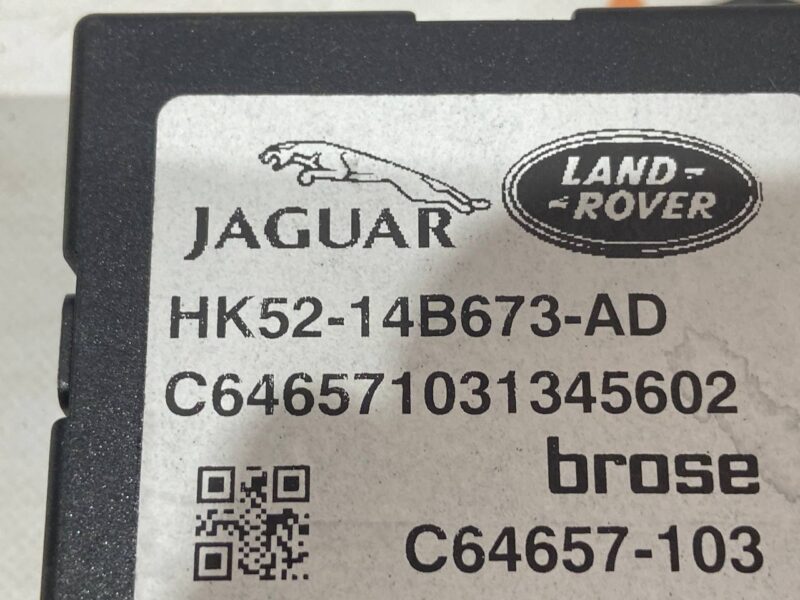 JAGUAR
LAND-
-ROVER
HK52-14B673-AD
C646571031345602
brose
C64657-103